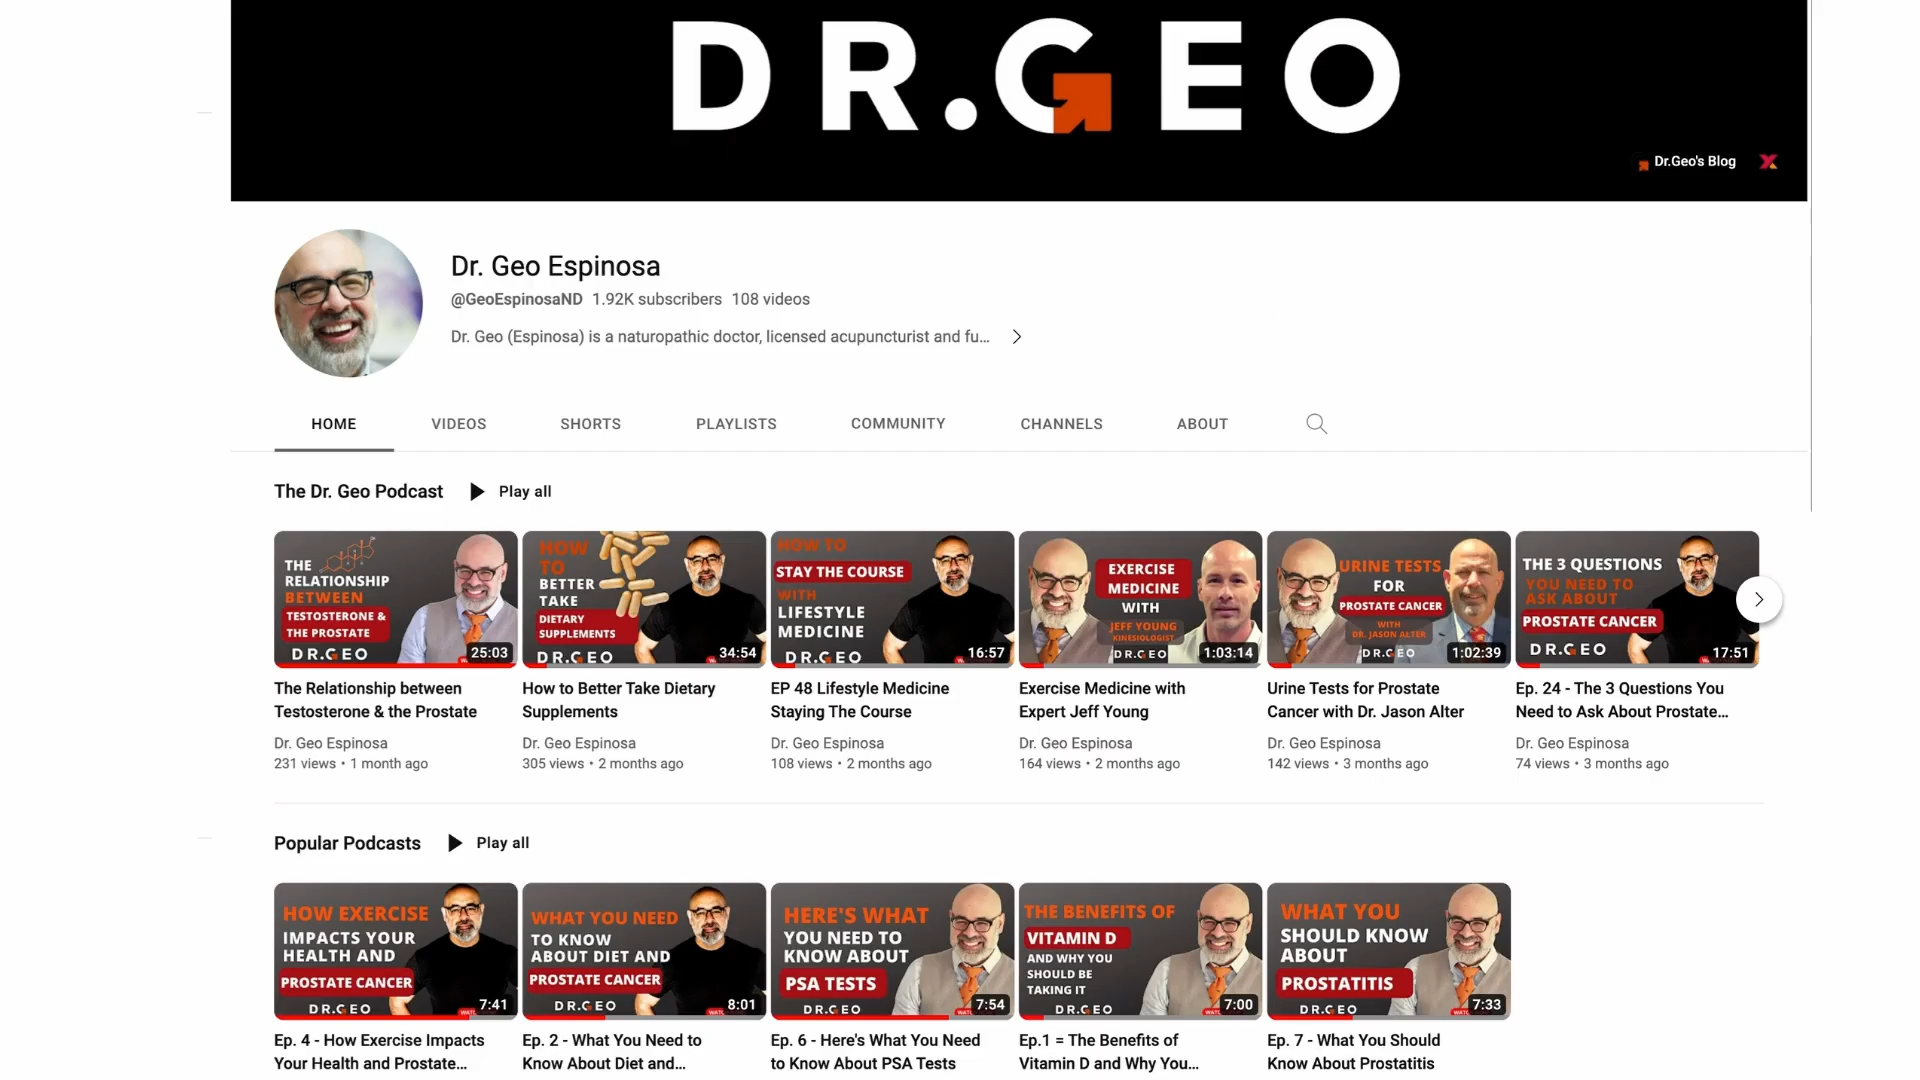 DR.GEO
Dr.Geo's Blog
Dr. Geo Espinosa
@GeoEspinosaND 1.92K subscribers 108 videos
Dr. Geo (Espinosa) is a naturopathic doctor, licensed acupuncturist and fu...
HOME VIDEOS SHORTS PLAYLISTS COMMUNITY CHANNELS ABOUT
The Dr. Geo Podcast Play all
THE
RELATIONSHIP
BETWEEN
TESTOSTERONE &
THE PROSTATE
DR.GEO
25:03
HOW
TO
BETTER
TAKE
DIETARY
SUPPLEMENTS
DR.GEO
34:54
HOW TO
STAY THE COURSE
WITH
LIFESTYLE
MEDICINE
DR.GEO
16:57
EXERCISE
MEDICINE
WITH
JEFF YOUNG
KINESIOLOGIST
DR.GEO
1:03:14
URINE TESTS
FOR
PROSTATE CANCER
WITH
DR. JASON ALTER
DR.GEO
1:02:39
THE 3 QUESTIONS
YOU NEED TO
ASK ABOUT
PROSTATE CANCER
DR.GEO
17:51
The Relationship between
Testosterone & the Prostate
Dr. Geo Espinosa
231 views • 1 month ago
How to Better Take Dietary
Supplements
Dr. Geo Espinosa
305 views • 2 months ago
EP 48 Lifestyle Medicine
Staying The Course
Dr. Geo Espinosa
108 views • 2 months ago
Exercise Medicine with
Expert Jeff Young
Dr. Geo Espinosa
164 views • 2 months ago
Urine Tests for Prostate
Cancer with Dr. Jason Alter
Dr. Geo Espinosa
142 views • 3 months ago
Ep. 24 - The 3 Questions You
Need to Ask About Prostate...
Dr. Geo Espinosa
74 views • 3 months ago
Popular Podcasts Play all
HOW EXERCISE
IMPACTS YOUR
HEALTH AND
PROSTATE CANCER
DR.GEO
7:41
WHAT YOU NEED
TO KNOW
ABOUT DIET AND
PROSTATE CANCER
DR.GEO
8:01
HERE'S WHAT
YOU NEED TO
KNOW ABOUT
PSA TESTS
DR.GEO
7:54
THE BENEFITS OF
VITAMIN D
AND WHY YOU
SHOULD BE
TAKING IT
DR.GEO
7:00
WHAT YOU
SHOULD KNOW
ABOUT
PROSTATITIS
DR.GEO
7:33
Ep. 4 - How Exercise Impacts
Your Health and Prostate...
Ep. 2 - What You Need to
Know About Diet and...
Ep. 6 - Here's What You Need
to Know About PSA Tests
Ep.1 = The Benefits of
Vitamin D and Why You...
Ep. 7 - What You Should
Know About Prostatitis